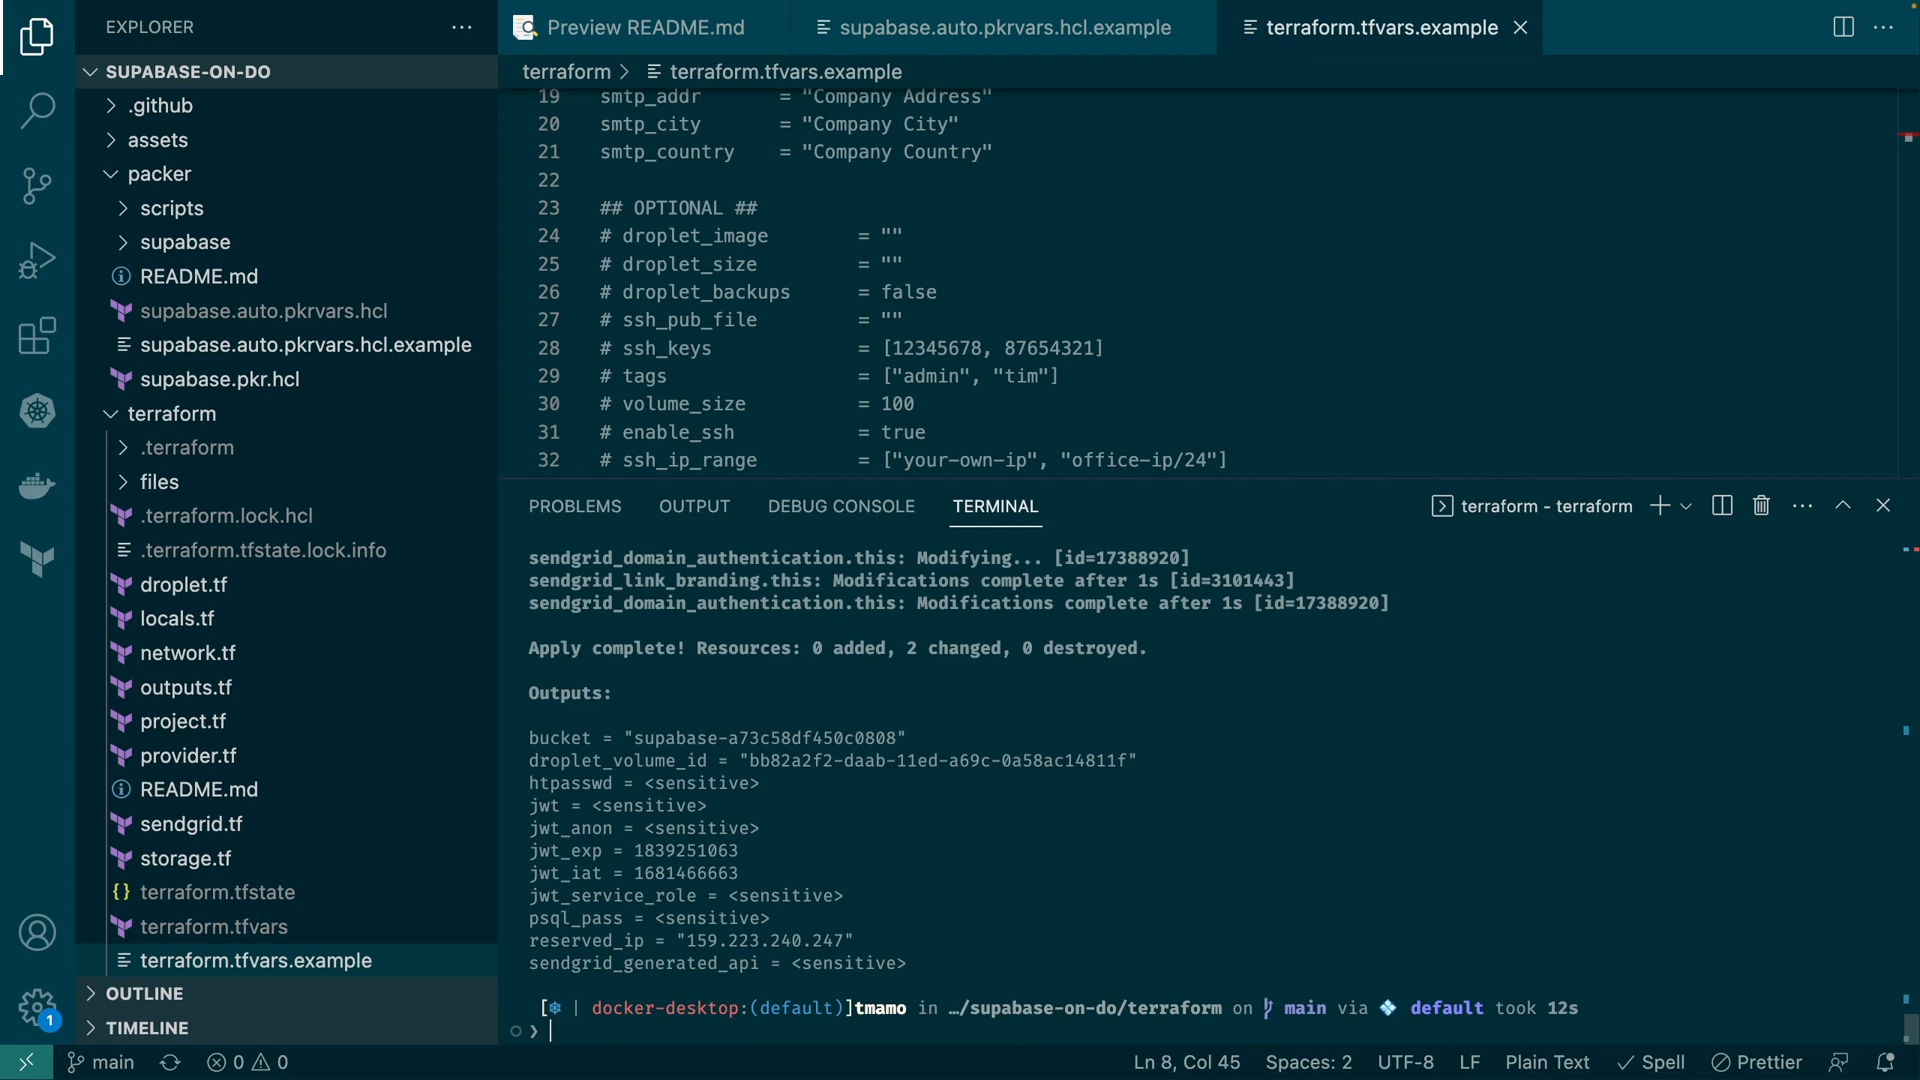 EXPLORER
SUPABASE-ON-DO
.github
assets
packer
scripts
supabase
README.md
supabase.auto.pkrvars.hcl
supabase.auto.pkrvars.hcl.example
supabase.pkr.hcl
terraform
.terraform
files
.terraform.lock.hcl
.terraform.tfstate.lock.info
droplet.tf
locals.tf
network.tf
outputs.tf
project.tf
provider.tf
README.md
sendgrid.tf
storage.tf
terraform.tfstate
terraform.tfvars
terraform.tfvars.example
OUTLINE
TIMELINE
1
Preview README.md
supabase.auto.pkrvars.hcl.example
terraform.tfvars.example
terraform > terraform.tfvars.example
19 smtp_addr = "Company Address"
20 smtp_city = "Company City"
21 smtp_country = "Company Country"
22
23 ## OPTIONAL ##
24 # droplet_image = ""
25 # droplet_size = ""
26 # droplet_backups = false
27 # ssh_pub_file = ""
28 # ssh_keys = [12345678, 87654321]
29 # tags = ["admin", "tim"]
30 # volume_size = 100
31 # enable_ssh = true
32 # ssh_ip_range = ["your-own-ip", "office-ip/24"]
PROBLEMS OUTPUT DEBUG CONSOLE TERMINAL
terraform - terraform
sendgrid_domain_authentication.this: Modifying... [id=17388920]
sendgrid_link_branding.this: Modifications complete after 1s [id=3101443]
sendgrid_domain_authentication.this: Modifications complete after 1s [id=17388920]
Apply complete! Resources: 0 added, 2 changed, 0 destroyed.
Outputs:
bucket = "supabase-a73c58df450c0808"
droplet_volume_id = "bb82a2f2-daab-11ed-a69c-0a58ac14811f"
htpasswd = <sensitive>
jwt = <sensitive>
jwt_anon = <sensitive>
jwt_exp = 1839251063
jwt_iat = 1681466663
jwt_service_role = <sensitive>
psql_pass = <sensitive>
reserved_ip = "159.223.240.247"
sendgrid_generated_api = <sensitive>
[⎈ | docker-desktop:(default)]tmamo in …/supabase-on-do/terraform on main via default took 12s
❯
main 0 0 Ln 8, Col 45 Spaces: 2 UTF-8 LF Plain Text Spell Prettier